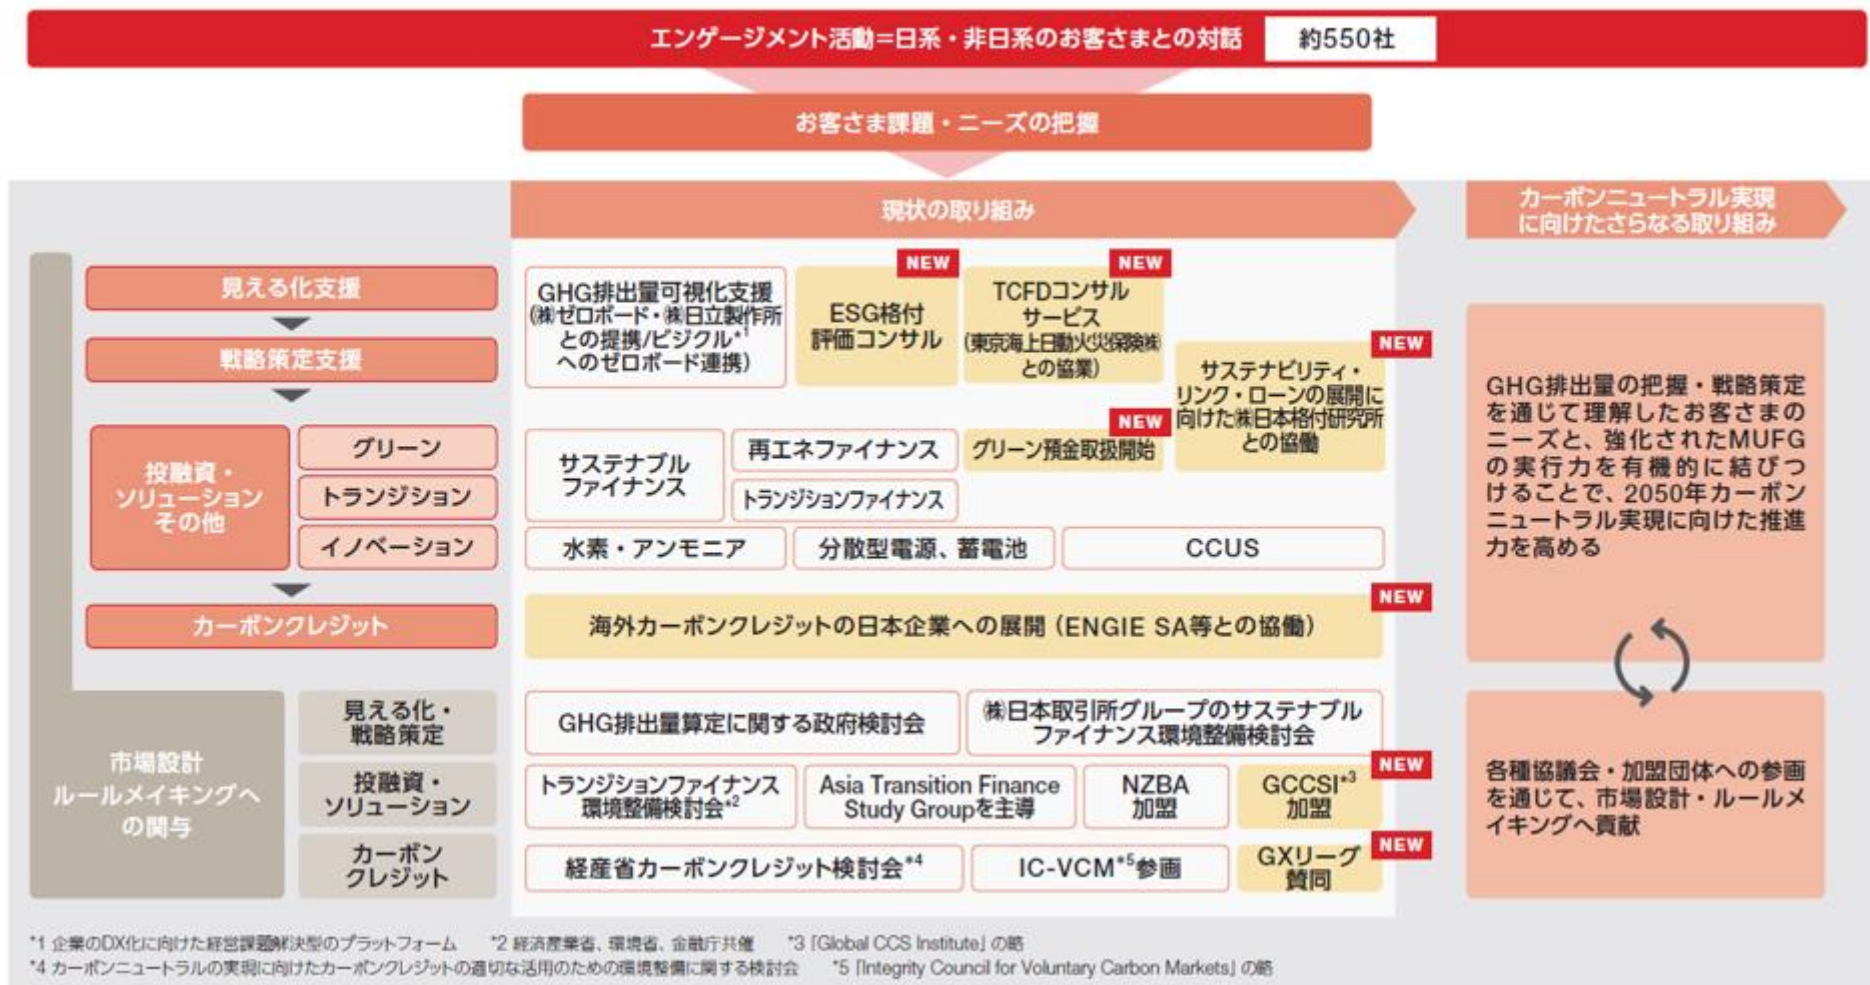 エンゲージメント活動=日系・非日系のお客さまとの対話 約550社
お客さま課題・ニーズの把握
現状の取り組み
カーボンニュートラル実現
に向けたさらなる取り組み
見える化支援
戦略策定支援
投融資・
ソリューション
その他
グリーン
トランジション
イノベーション
カーボンクレジット
GHG排出量可視化支援
(㈱ゼロボード・㈱日立製作所
との提携/ビジクル*1
へのゼロボード連携)
NEW
ESG格付
評価コンサル
NEW
TCFDコンサル
サービス
(東京海上日動火災保険㈱
との協業)
NEW
サステナビリティ・
リンク・ローンの展開に
向けた㈱日本格付研究所
との協働
サステナブル
ファイナンス
再エネファイナンス
トランジションファイナンス
NEW
グリーン預金取扱開始
水素・アンモニア
分散型電源、蓄電池
CCUS
NEW
海外カーボンクレジットの日本企業への展開(ENGIE SA等との協働)
GHG排出量の把握・戦略策定
を通じて理解したお客さまの
ニーズと、強化されたMUFG
の実行力を有機的に結びつ
けることで、2050年カーボン
ニュートラル実現に向けた推進
力を高める
市場設計
ルールメイキングへ
の関与
見える化・
戦略策定
GHG排出量算定に関する政府検討会
㈱日本取引所グループのサステナブル
ファイナンス環境整備検討会
投融資・
ソリューション
トランジションファイナンス
環境整備検討会*2
Asia Transition Finance
Study Groupを主導
NZBA
加盟
NEW
GCCSI*3
加盟
カーボン
クレジット
経産省カーボンクレジット検討会*4
IC-VCM*5参画
NEW
GXリーグ
賛同
各種協議会・加盟団体への参画
を通じて、市場設計・ルールメ
イキングへ貢献
*1 企業のDX化に向けた経営課題解決型のプラットフォーム *2 経済産業省、環境省、金融庁共催 *3 「Global CCS Institute」の略
*4 カーボンニュートラルの実現に向けたカーボンクレジットの適切な活用のための環境整備に関する検討会 *5 「Integrity Council for Voluntary Carbon Markets」の略